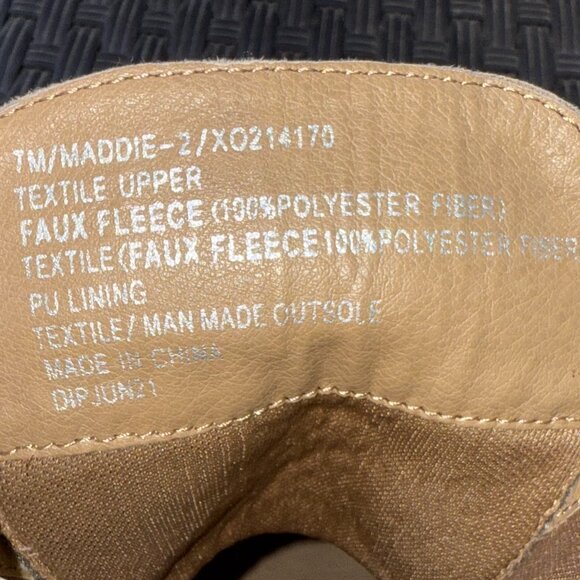 TM/MADDIE-2/XO214170
TEXTILE UPPER
FAUX FLEECE(100%POLYESTER FIBER)
TEXTILE(FAUX FLEECE100%POLYESTER FIBER
PU LINING
TEXTILE/MAN MADE OUTSOLE
MADE IN CHINA
DIPJUN21